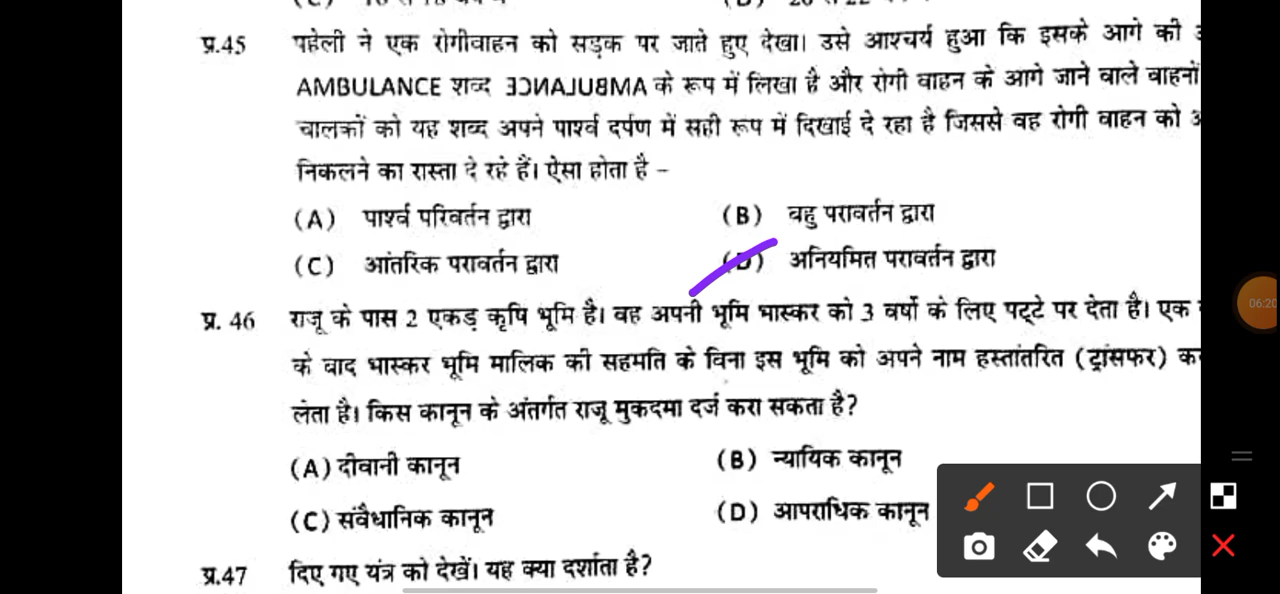 प्र.45 पहेली ने एक रोगीवाहन को सड़क पर जाते हुए देखा। उसे आश्चर्य हुआ कि इसके आगे की
AMBULANCE शब्द ƎƆИAJUᙠMA के रूप में लिखा है और रोगी वाहन के आगे जाने वाले वाहनों
चालकों को यह शब्द अपने पार्श्व दर्पण में सही रूप में दिखाई दे रहा है जिससे वह रोगी वाहन को
निकलने का रास्ता दे रहे हैं। ऐसा होता है –
(A) पार्श्व परिवर्तन द्वारा (B) बहु परावर्तन द्वारा
(C) आंतरिक परावर्तन द्वारा (D) अनियमित परावर्तन द्वारा
प्र. 46 राजू के पास 2 एकड़ कृषि भूमि है। वह अपनी भूमि भास्कर को 3 वर्षो के लिए पट्टे पर देता है। एक
के बाद भास्कर भूमि मालिक की सहमति के बिना इस भूमि को अपने नाम हस्तांतरित (ट्रांसफर) कर
लेता है। किस कानून के अंतर्गत राजू मुकदमा दर्ज करा सकता है?
(A) दीवानी कानून (B) न्यायिक कानून
(C) संवैधानिक कानून (D) आपराधिक कानून
प्र.47 दिए गए यंत्र को देखें। यह क्या दर्शाता है?
06:20